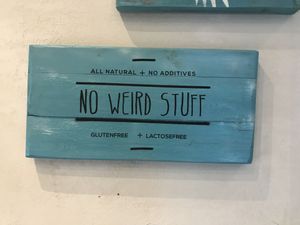 ALL NATURAL + NO ADDITIVES
NO WEIRD STUFF
GLUTENFREE + LACTOSEFREE